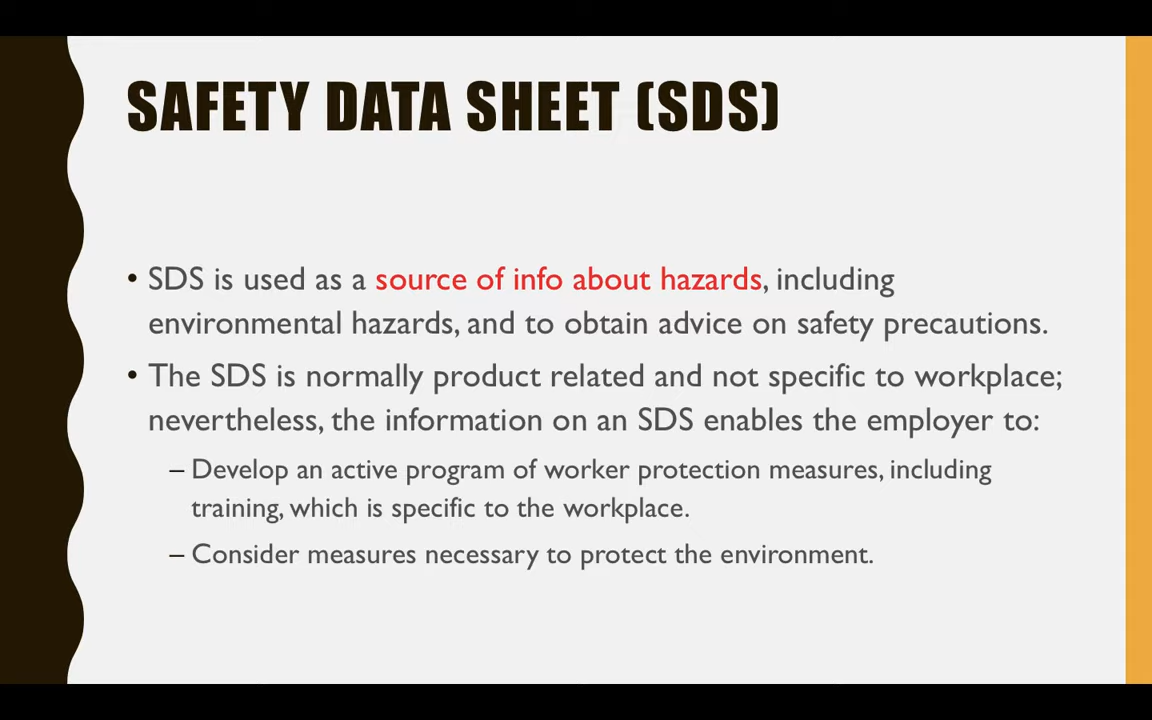 SAFETY DATA SHEET (SDS)
• SDS is used as a source of info about hazards, including
environmental hazards, and to obtain advice on safety precautions.
• The SDS is normally product related and not specific to workplace;
nevertheless, the information on an SDS enables the employer to:
– Develop an active program of worker protection measures, including
training, which is specific to the workplace.
– Consider measures necessary to protect the environment.